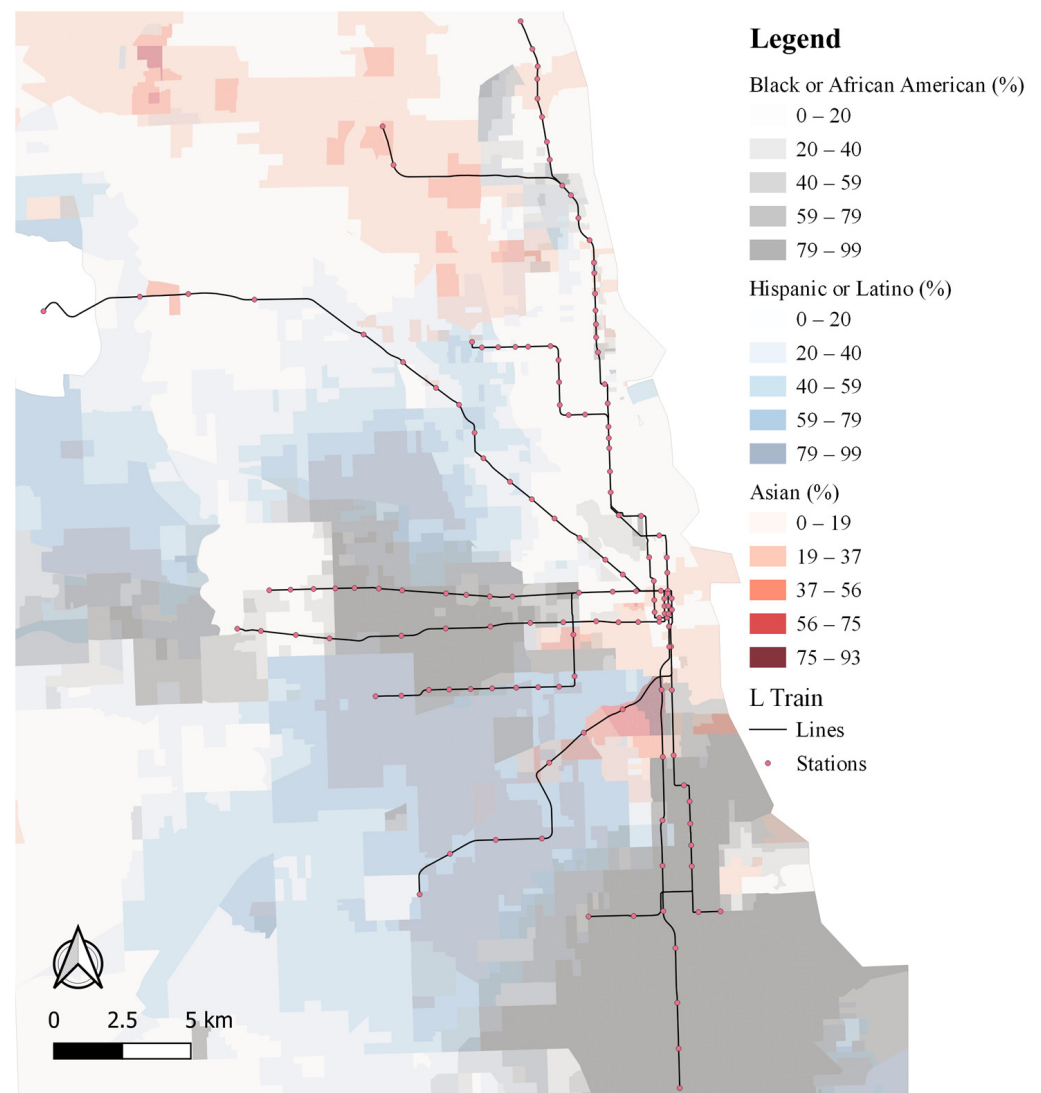 Legend
Black or African American (%)
0 – 20
20 – 40
40 – 59
59 – 79
79 – 99
Hispanic or Latino (%)
0 – 20
20 – 40
40 – 59
59 – 79
79 – 99
Asian (%)
0 – 19
19 – 37
37 – 56
56 – 75
75 – 93
L Train
Lines
Stations
0 2.5 5 km